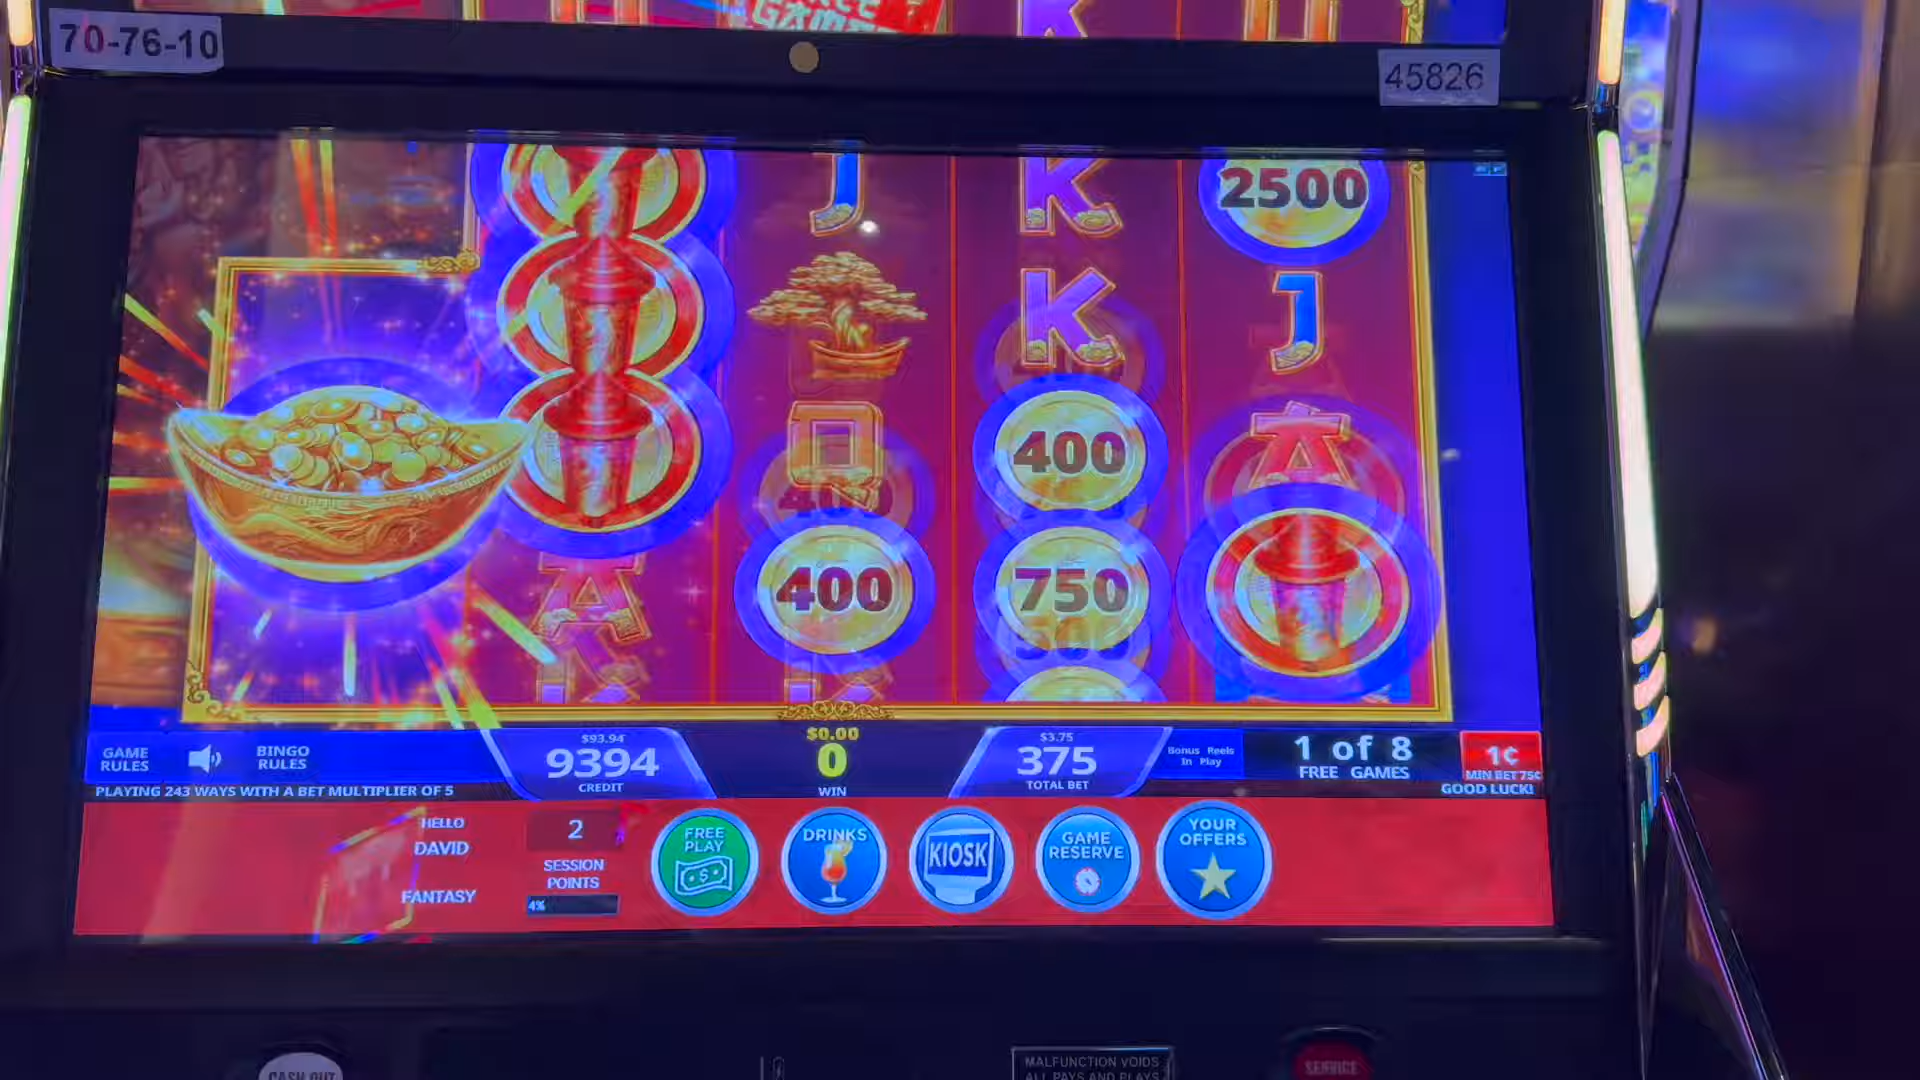 GAME
70-76-10
45826
J
K
2500
K
J
400
A
Q
400
400
750
A
K
GAME
RULES
BINGO
RULES
$93.94
9394
CREDIT
$0.00
0
WIN
$3.75
375
TOTAL BET
Bonus Reels
In Play
1 of 8
FREE GAMES
1¢
MIN BET 75¢
PLAYING 243 WAYS WITH A BET MULTIPLIER OF 5
GOOD LUCK!
HELLO
DAVID
FANTASY
2
SESSION
POINTS
4%
FREE
PLAY
DRINKS
KIOSK
GAME
RESERVE
YOUR
OFFERS
CASH OUT
MALFUNCTION VOIDS
ALL PAYS AND PLAYS
SERVICE